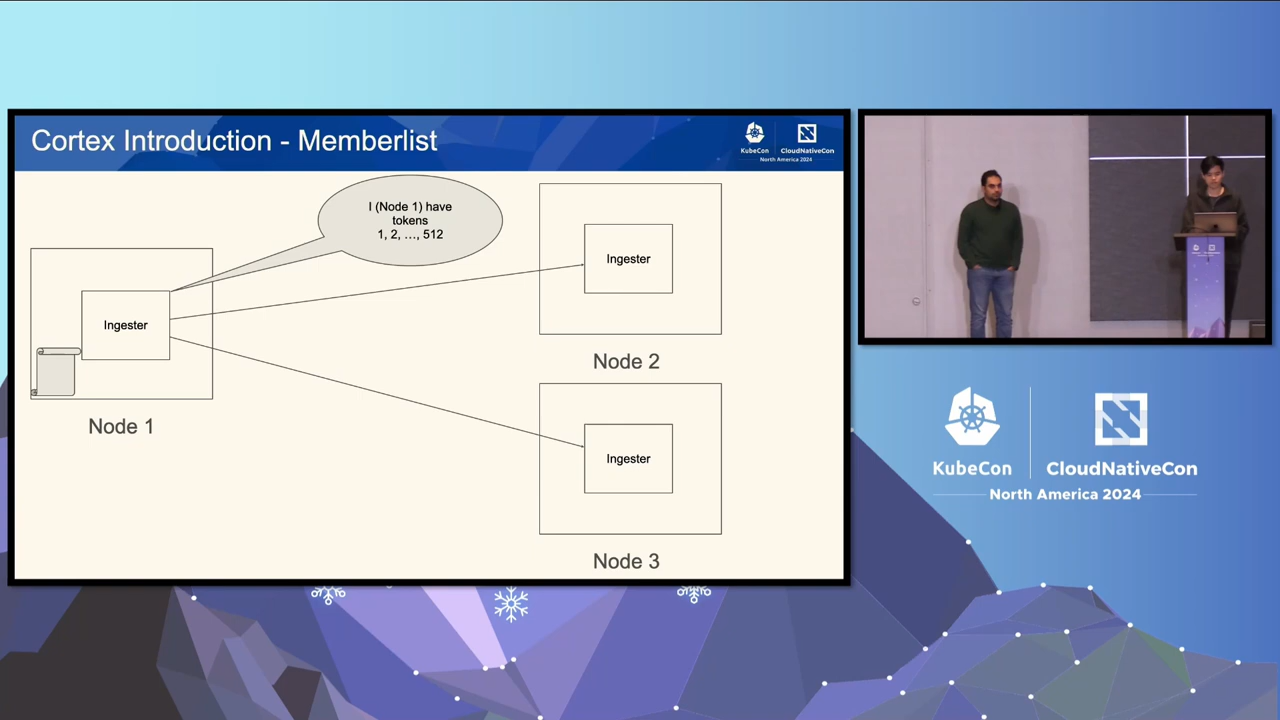 Cortex Introduction - Memberlist
KubeCon
CloudNativeCon
North America 2024
I (Node 1) have
tokens
1, 2, ..., 512
Ingester
Node 1
Ingester
Node 2
Ingester
Node 3
KubeCon
CloudNativeCon
North America 2024